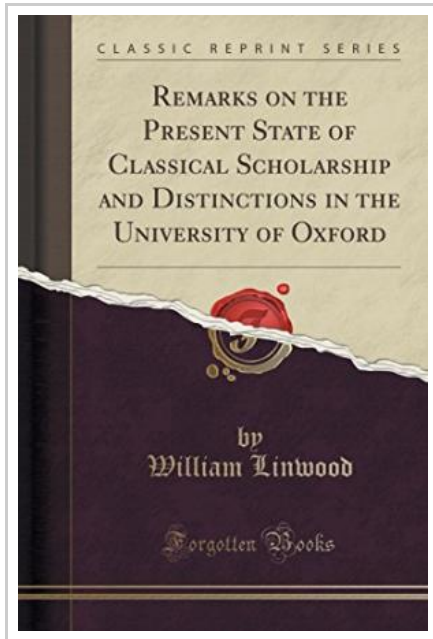 CLASSIC REPRINT SERIES
REMARKS ON THE
PRESENT STATE OF
CLASSICAL SCHOLARSHIP
AND DISTINCTIONS IN THE
UNIVERSITY OF OXFORD
by
William Linwood
Forgotten Books